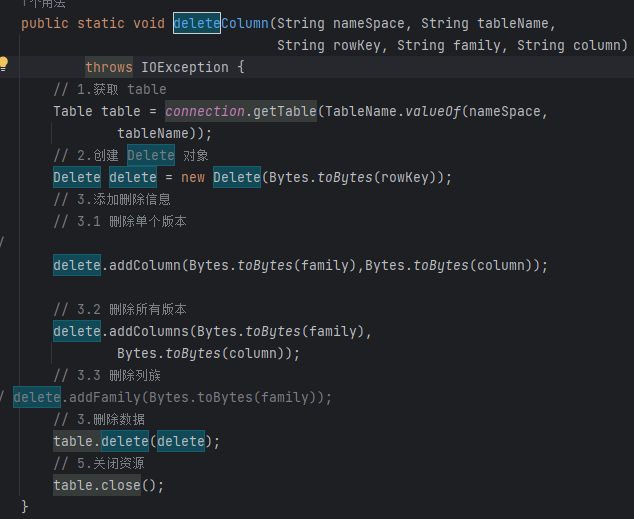 1个用法
public static void deleteColumn(String nameSpace, String tableName,
String rowKey, String family, String column)
throws IOException {
// 1.获取 table
Table table = connection.getTable(TableName.valueOf(nameSpace,
tableName));
// 2.创建 Delete 对象
Delete delete = new Delete(Bytes.toBytes(rowKey));
// 3.添加删除信息
// 3.1 删除单个版本
/
delete.addColumn(Bytes.toBytes(family),Bytes.toBytes(column));
// 3.2 删除所有版本
delete.addColumns(Bytes.toBytes(family),
Bytes.toBytes(column));
// 3.3 删除列族
/ delete.addFamily(Bytes.toBytes(family));
// 3.删除数据
table.delete(delete);
// 5.关闭资源
table.close();
}